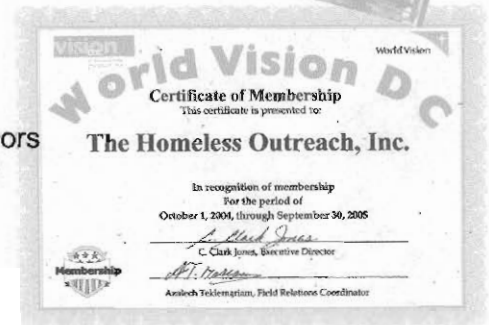 vision
World Vision
World Vision DC
Certificate of Membership
This certificate is presented to:
ors
The Homeless Outreach, Inc.
In recognition of membership
For the period of
October 1, 2004, through September 30, 2005
C. Clark Jones
C. Clark Jones, Executive Director
Membership
Azalech Teklemariam, Field Relations Coordinator